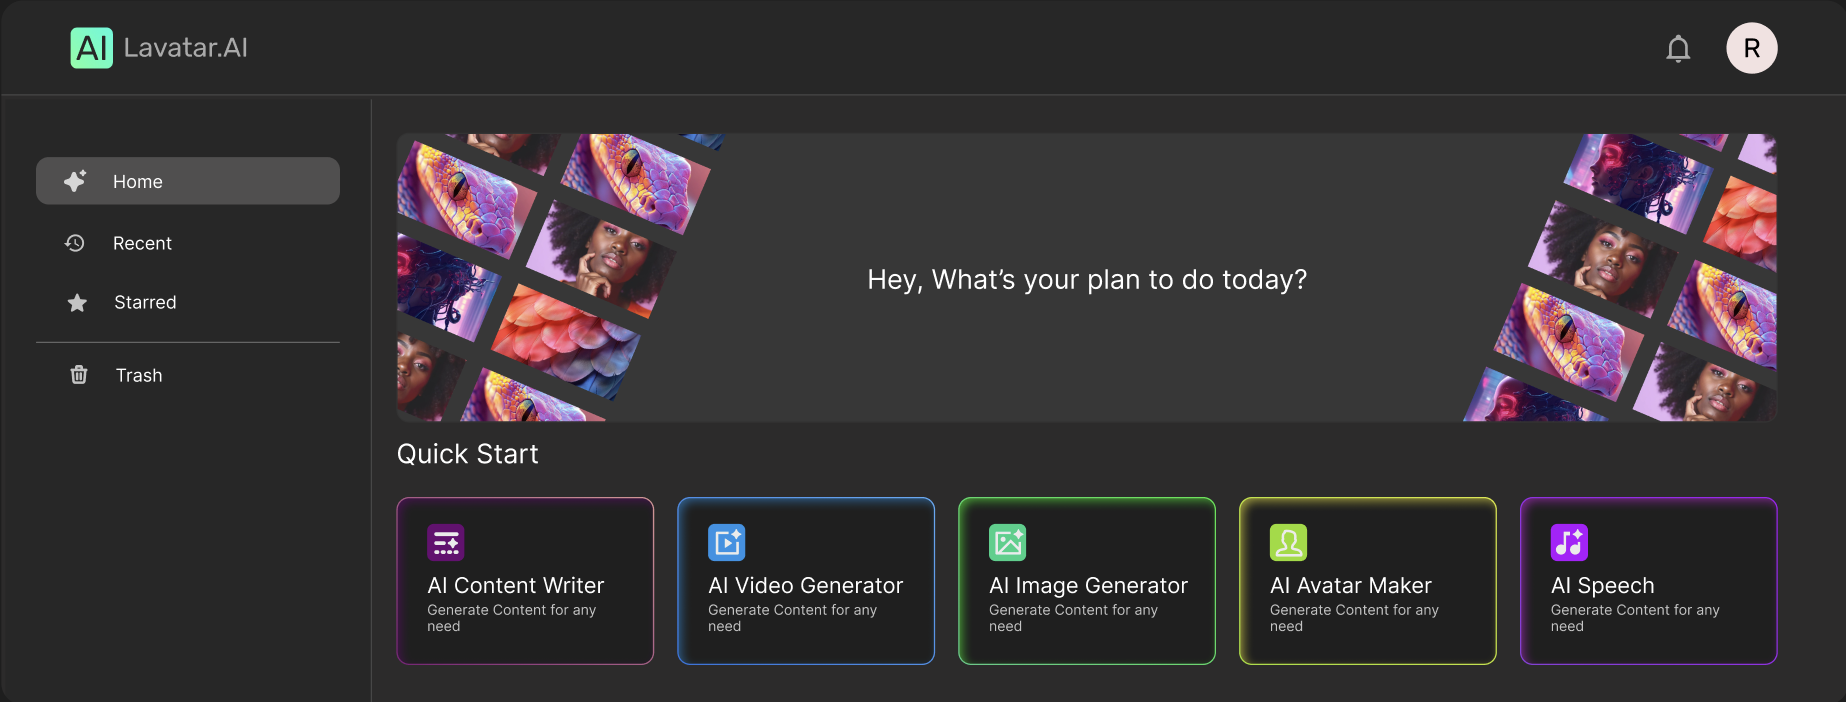 AI Lavatar.AI
R
Home
Recent
Starred
Trash
Hey, What’s your plan to do today?
Quick Start
AI Content Writer
Generate Content for any
need
AI Video Generator
Generate Content for any
need
AI Image Generator
Generate Content for any
need
AI Avatar Maker
Generate Content for any
need
AI Speech
Generate Content for any
need